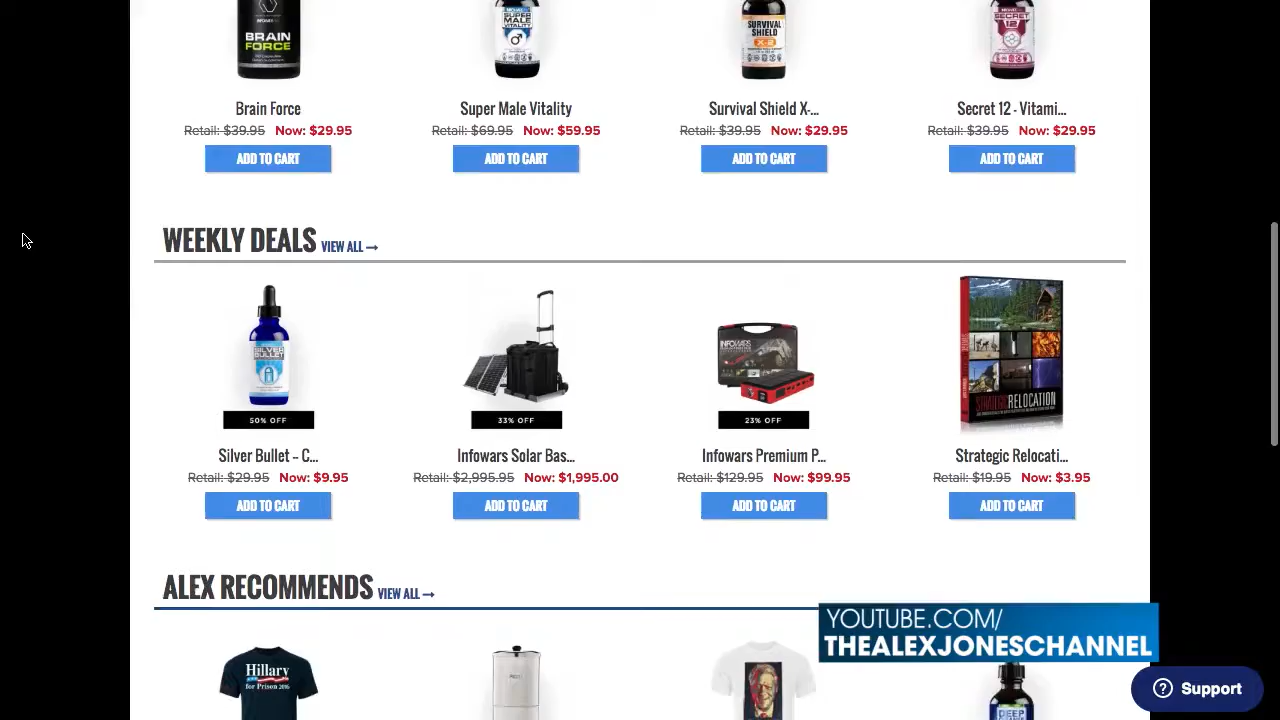 BRAIN
FORCE
SUPER
MALE
VITALITY
SURVIVAL
SHIELD
X-2
SECRET
12
Brain Force
Super Male Vitality
Survival Shield X-...
Secret 12 - Vitami...
Retail: $39.95 Now: $29.95
Retail: $69.95 Now: $59.95
Retail: $39.95 Now: $29.95
Retail: $39.95 Now: $29.95
ADD TO CART
ADD TO CART
ADD TO CART
ADD TO CART
WEEKLY DEALS VIEW ALL →
SILVER
BULLET
INFOWARS
STRATEGIC RELOCATION
50% OFF
33% OFF
23% OFF
Silver Bullet – C...
Infowars Solar Bas...
Infowars Premium P...
Strategic Relocati...
Retail: $29.95 Now: $9.95
Retail: $2,995.95 Now: $1,995.00
Retail: $129.95 Now: $99.95
Retail: $19.95 Now: $3.95
ADD TO CART
ADD TO CART
ADD TO CART
ADD TO CART
ALEX RECOMMENDS VIEW ALL →
YOUTUBE.COM/
THEALEXJONESCHANNEL
Hillary
for Prison 2016
DEEP
Support